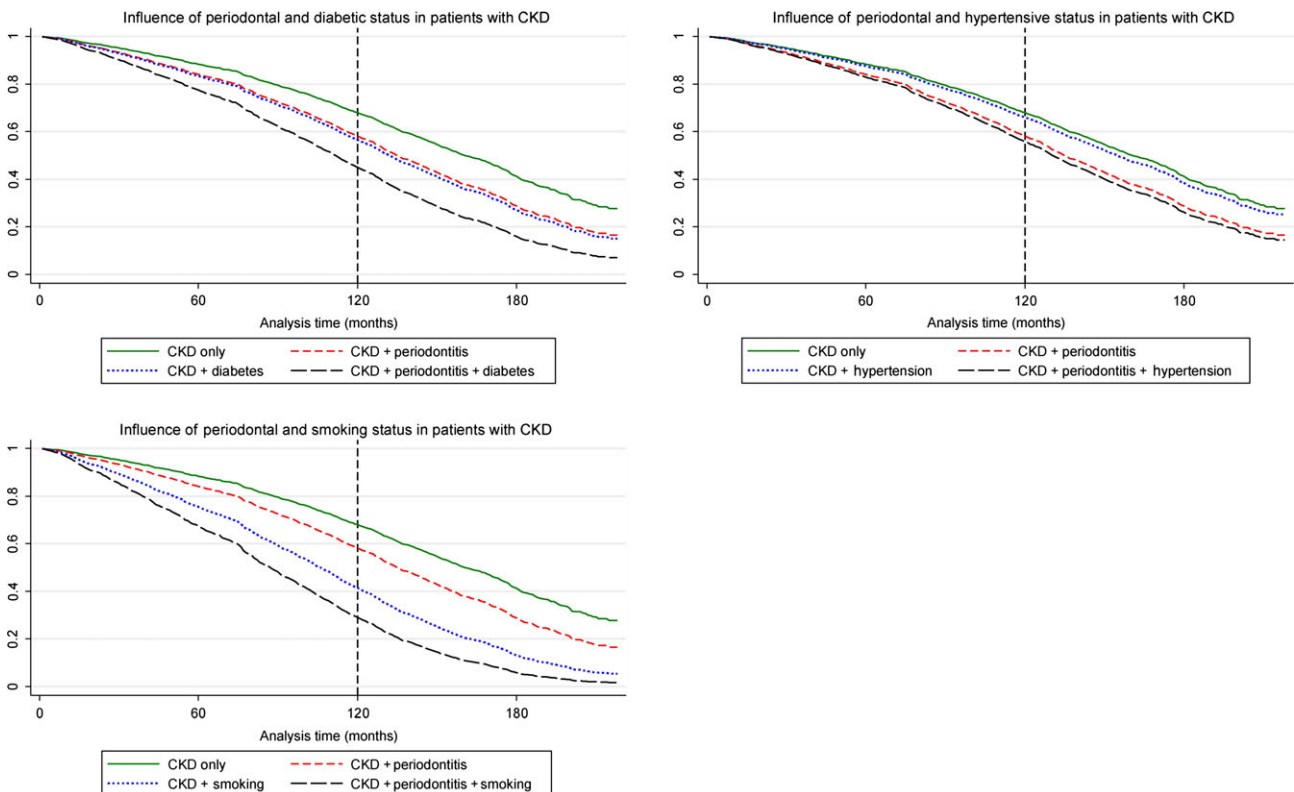 Influence of periodontal and diabetic status in patients with CKD
1
0.8
0.6
0.4
0.2
0
0 60 120 180
Analysis time (months)
CKD only CKD + periodontitis
CKD + diabetes CKD + periodontitis + diabetes
Influence of periodontal and hypertensive status in patients with CKD
1
0.8
0.6
0.4
0.2
0
0 60 120 180
Analysis time (months)
CKD only CKD + periodontitis
CKD + hypertension CKD + periodontitis + hypertension
Influence of periodontal and smoking status in patients with CKD
1
0.8
0.6
0.4
0.2
0
0 60 120 180
Analysis time (months)
CKD only CKD + periodontitis
CKD + smoking CKD + periodontitis + smoking